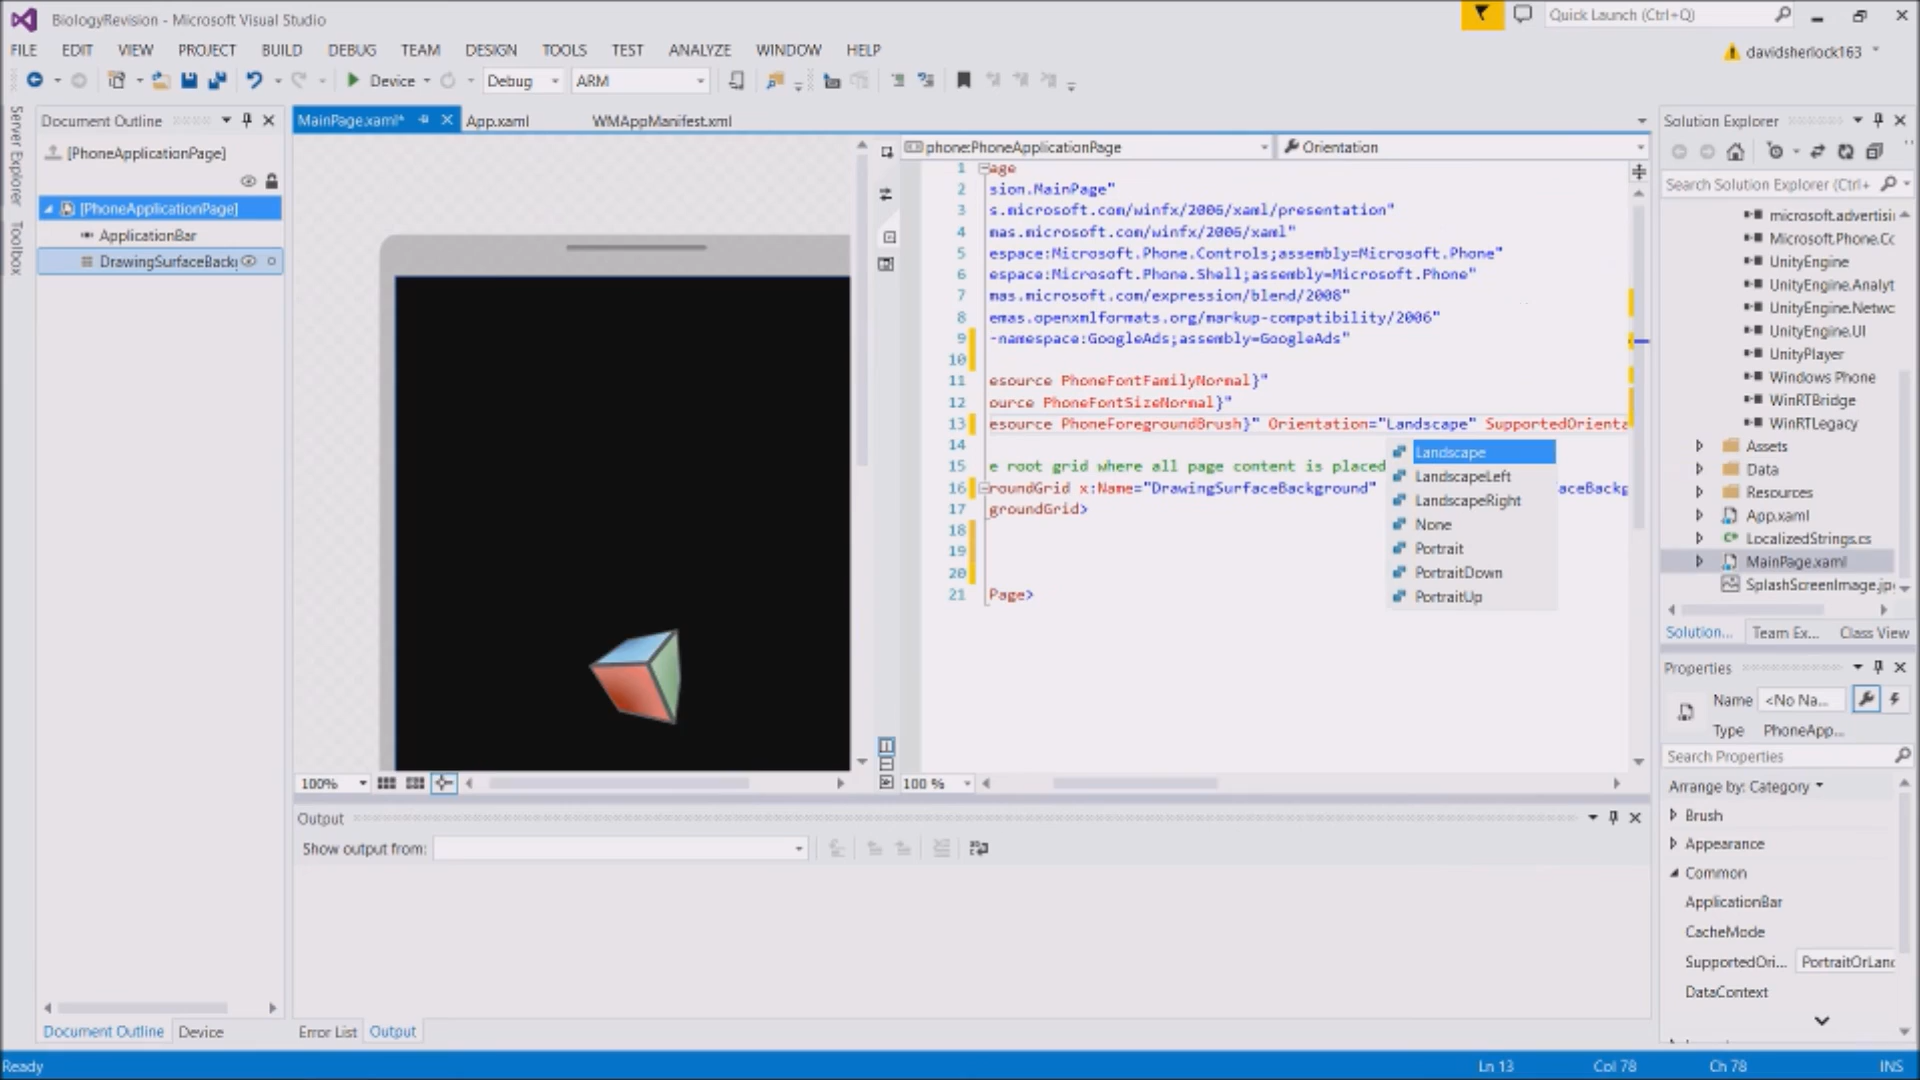 BiologyRevision - Microsoft Visual Studio
Quick Launch (Ctrl+Q)
FILE EDIT VIEW PROJECT BUILD DEBUG TEAM DESIGN TOOLS TEST ANALYZE WINDOW HELP
davidsherlock163
Device Debug ARM
Server Explorer
Toolbox
Document Outline
[PhoneApplicationPage]
[PhoneApplicationPage]
ApplicationBar
DrawingSurfaceBack
MainPage.xaml* App.xaml WMAppManifest.xml
phone:PhoneApplicationPage Orientation
1 age
2 sion.MainPage"
3 s.microsoft.com/winfx/2006/xaml/presentation"
4 mas.microsoft.com/winfx/2006/xaml"
5 espace:Microsoft.Phone.Controls;assembly=Microsoft.Phone"
6 espace:Microsoft.Phone.Shell;assembly=Microsoft.Phone"
7 mas.microsoft.com/expression/blend/2008"
8 emas.openxmlformats.org/markup-compatibility/2006"
9 -namespace:GoogleAds;assembly=GoogleAds"
10
11 esource PhoneFontFamilyNormal}"
12 ource PhoneFontSizeNormal}"
13 esource PhoneForegroundBrush}" Orientation="Landscape" SupportedOrienta
14
15 e root grid where all page content is placed
16 roundGrid x:Name="DrawingSurfaceBackground" aceBackg
17 groundGrid>
18
19
20
21 Page>
Landscape
LandscapeLeft
LandscapeRight
None
Portrait
PortraitDown
PortraitUp
100%
100 %
Output
Show output from:
Document Outline Device
Error List Output
Solution Explorer
Search Solution Explorer (Ctrl+
microsoft.advertisi
Microsoft.Phone.Cc
UnityEngine
UnityEngine.Analyt
UnityEngine.Netwc
UnityEngine.UI
UnityPlayer
Windows Phone
WinRTBridge
WinRTLegacy
Assets
Data
Resources
App.xaml
LocalizedStrings.cs
MainPage.xaml
SplashScreenImage.jp
Solution... Team Ex... Class View
Properties
Name <No Na...
Type PhoneApp...
Search Properties
Arrange by: Category
Brush
Appearance
Common
ApplicationBar
CacheMode
SupportedOri... PortraitOrLand
DataContext
Ready Ln 13 Col 78 Ch 78 INS